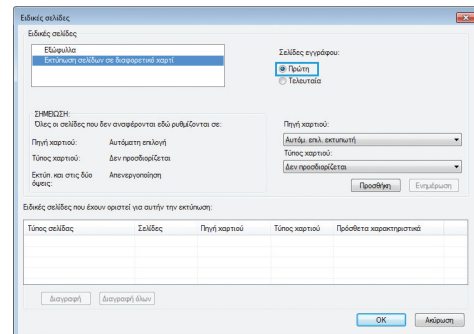 Ειδικές σελίδες
Ειδικές σελίδες
Εξώφυλλα
Εκτύπωση σελίδων σε διαφορετικό χαρτί
Σελίδες εγγράφου:
Πρώτη
Τελευταία
ΣΗΜΕΙΩΣΗ:
Όλες οι σελίδες που δεν αναφέρονται εδώ ρυθμίζονται σε:
Πηγή χαρτιού: Αυτόματη επιλογή
Τύπος χαρτιού: Δεν προσδιορίζεται
Εκτύπ. και στις δύο όψεις: Απενεργοποίηση
Πηγή χαρτιού:
Αυτόμ. επιλ. εκτυπωτή
Τύπος χαρτιού:
Δεν προσδιορίζεται
Προσθήκη Ενημέρωση
Ειδικές σελίδες που έχουν οριστεί για αυτήν την εκτύπωση:
Τύπος σελίδας Σελίδες Πηγή χαρτιού Τύπος χαρτιού Πρόσθετα χαρακτηριστικά
Διαγραφή Διαγραφή όλων
OK Ακύρωση